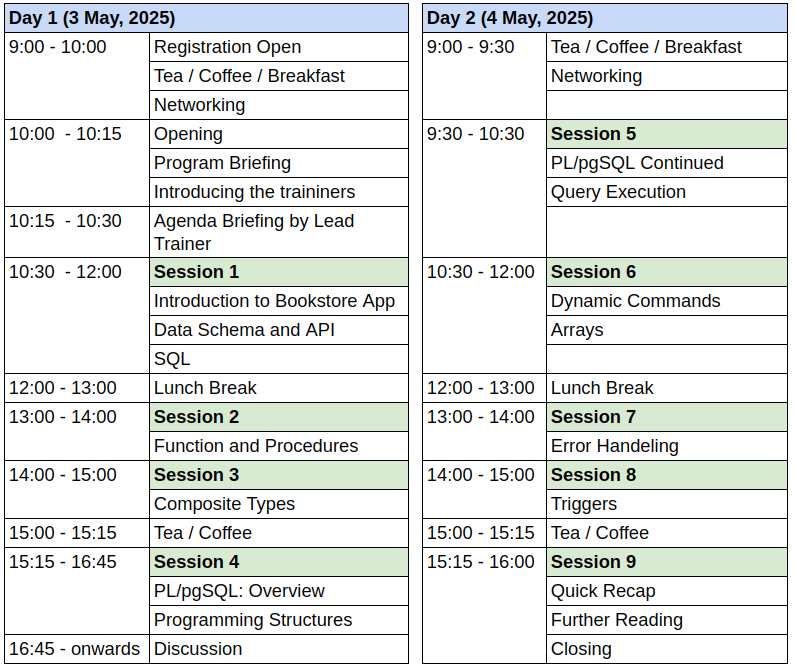 Day 1 (3 May, 2025)
9:00 - 10:00
Registration Open
Tea / Coffee / Breakfast
Networking
10:00  - 10:15
Opening
Program Briefing
Introducing the traininers
10:15  - 10:30
Agenda Briefing by Lead
Trainer
10:30  - 12:00
Session 1
Introduction to Bookstore App
Data Schema and API
SQL
12:00 - 13:00
Lunch Break
13:00 - 14:00
Session 2
Function and Procedures
14:00 - 15:00
Session 3
Composite Types
15:00 - 15:15
Tea / Coffee
15:15 - 16:45
Session 4
PL/pgSQL: Overview
Programming Structures
16:45 - onwards
Discussion
Day 2 (4 May, 2025)
9:00 - 9:30
Tea / Coffee / Breakfast
Networking
9:30 - 10:30
Session 5
PL/pgSQL Continued
Query Execution
10:30 - 12:00
Session 6
Dynamic Commands
Arrays
12:00 - 13:00
Lunch Break
13:00 - 14:00
Session 7
Error Handeling
14:00 - 15:00
Session 8
Triggers
15:00 - 15:15
Tea / Coffee
15:15 - 16:00
Session 9
Quick Recap
Further Reading
Closing